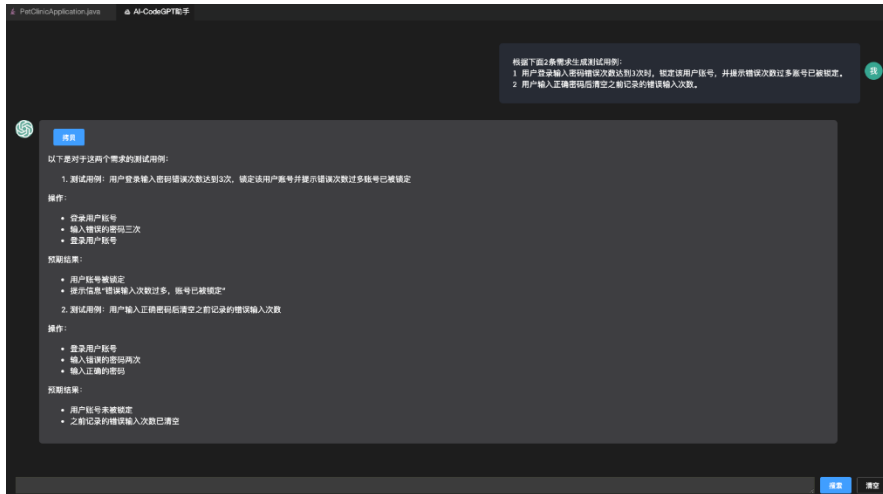 PetClinicApplication.java
AI-CodeGPT助手
根据下面2条需求生成测试用例：
1 用户登录输入密码错误次数达到3次时，锁定该用户账号，并提示错误次数过多账号已被锁定。
2 用户输入正确密码后清空之前记录的错误输入次数。
我
拷贝
以下是对于这两个需求的测试用例：
1. 测试用例：用户登录输入密码错误次数达到3次，锁定该用户账号并提示错误次数过多账号已被锁定
操作：
• 登录用户账号
• 输入错误的密码三次
• 登录用户账号
预期结果：
• 用户账号被锁定
• 提示信息“错误输入次数过多，账号已被锁定”
2. 测试用例：用户输入正确密码后清空之前记录的错误输入次数
操作：
• 登录用户账号
• 输入错误的密码两次
• 输入正确的密码
预期结果：
• 用户账号未被锁定
• 之前记录的错误输入次数已清空
搜索
清空